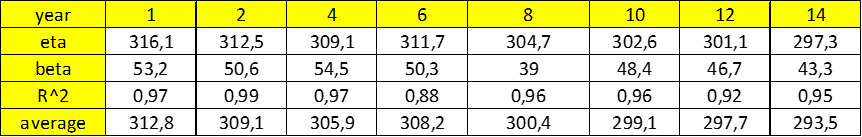 year 1 2 4 6 8 10 12 14
eta 316,1 312,5 309,1 311,7 304,7 302,6 301,1 297,3
beta 53,2 50,6 54,5 50,3 39 48,4 46,7 43,3
R^2 0,97 0,99 0,97 0,88 0,96 0,96 0,92 0,95
average 312,8 309,1 305,9 308,2 300,4 299,1 297,7 293,5